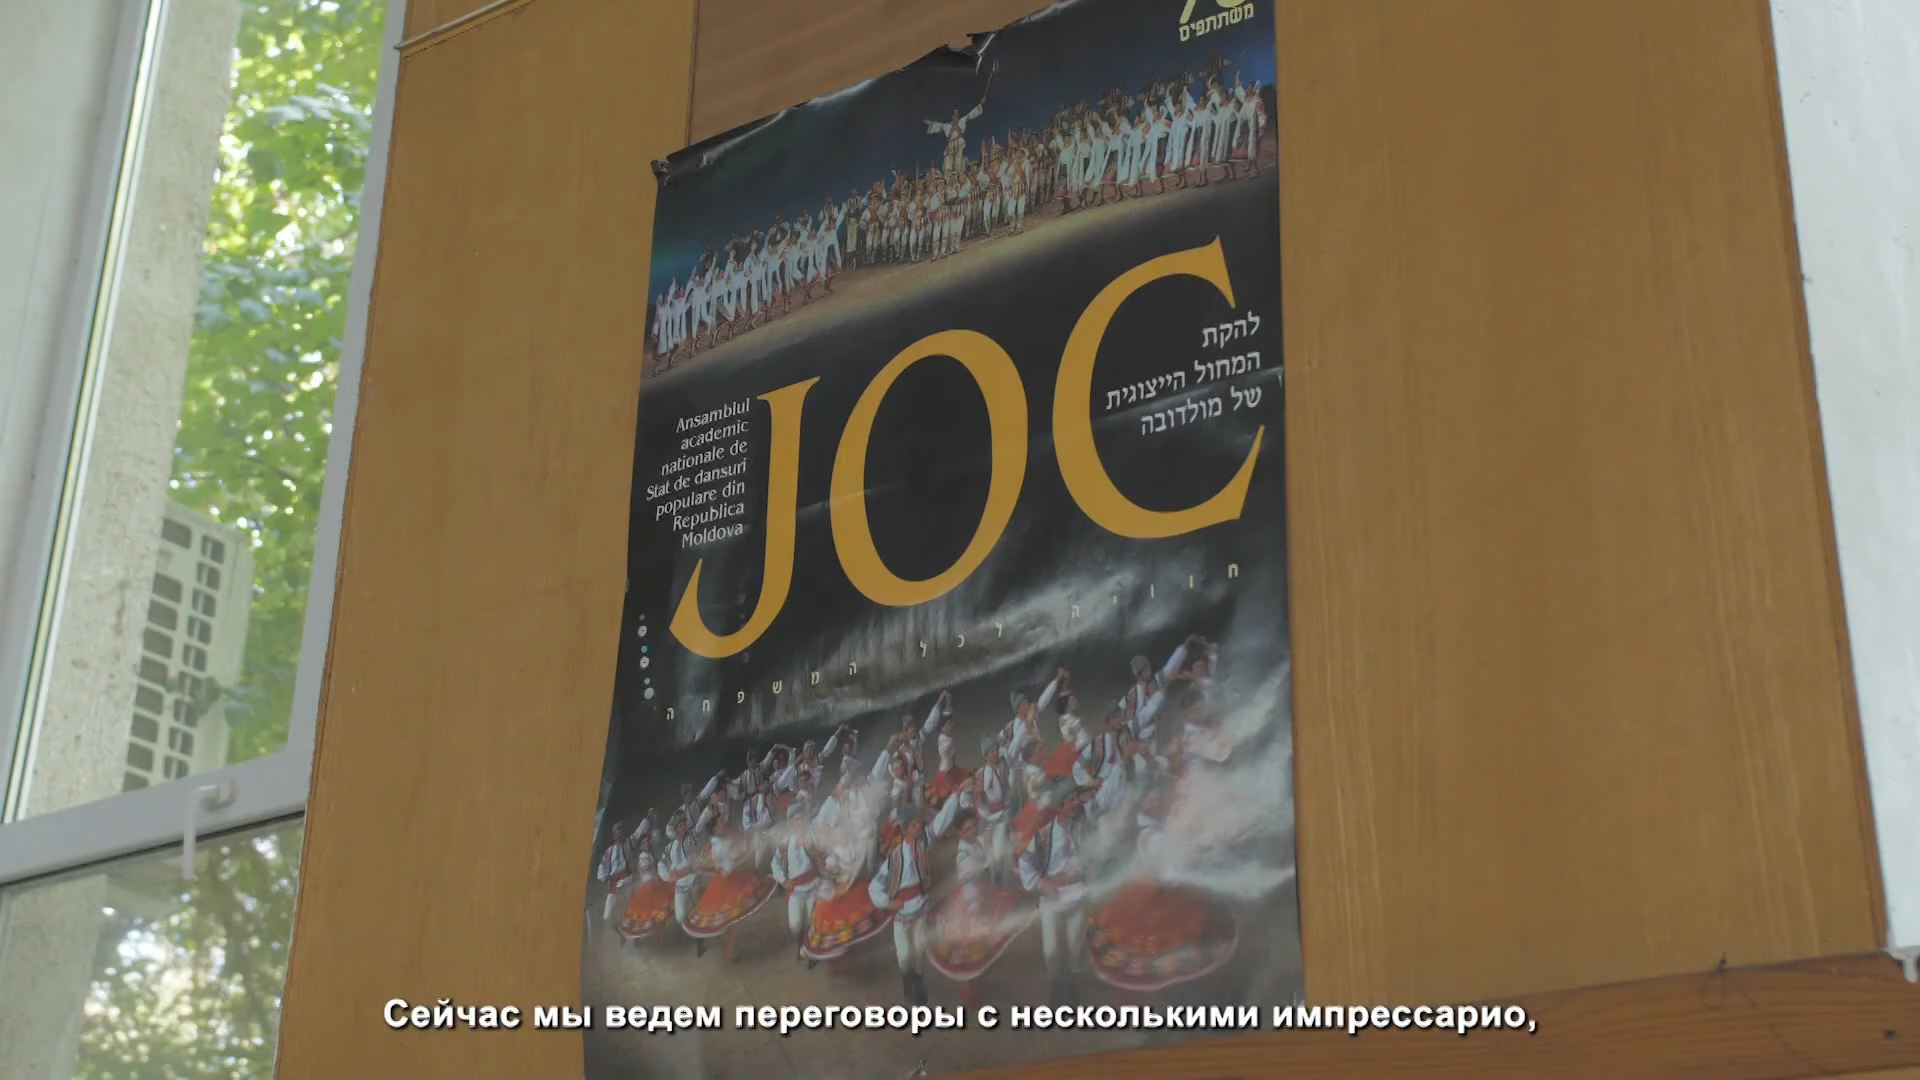 משתתפים
JOC
להקת
המחול הייצוגית
של מולדובה
Ansamblul
academic
nationale de
Stat de dansuri
populare din
Republica
Moldova
חוויה לכל המשפחה
Сейчас мы ведем переговоры с несколькими импрессарио,